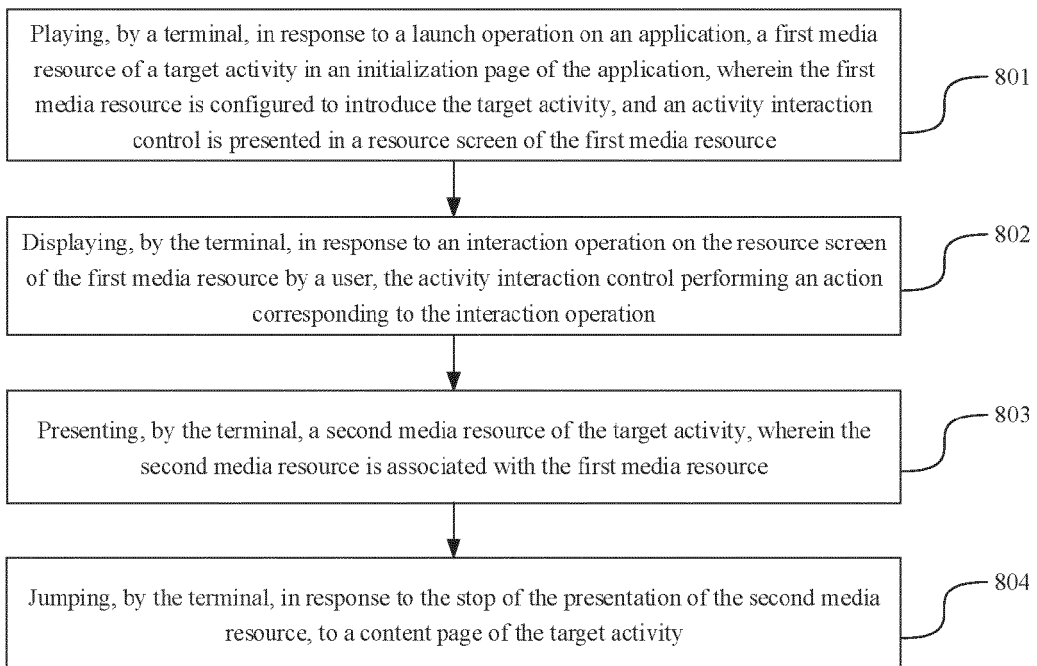 Playing, by a terminal, in response to a launch operation on an application, a first media
resource of a target activity in an initialization page of the application, wherein the first
media resource is configured to introduce the target activity, and an activity interaction
control is presented in a resource screen of the first media resource
801
Displaying, by the terminal, in response to an interaction operation on the resource screen
of the first media resource by a user, the activity interaction control performing an action
corresponding to the interaction operation
802
Presenting, by the terminal, a second media resource of the target activity, wherein the
second media resource is associated with the first media resource
803
Jumping, by the terminal, in response to the stop of the presentation of the second media
resource, to a content page of the target activity
804